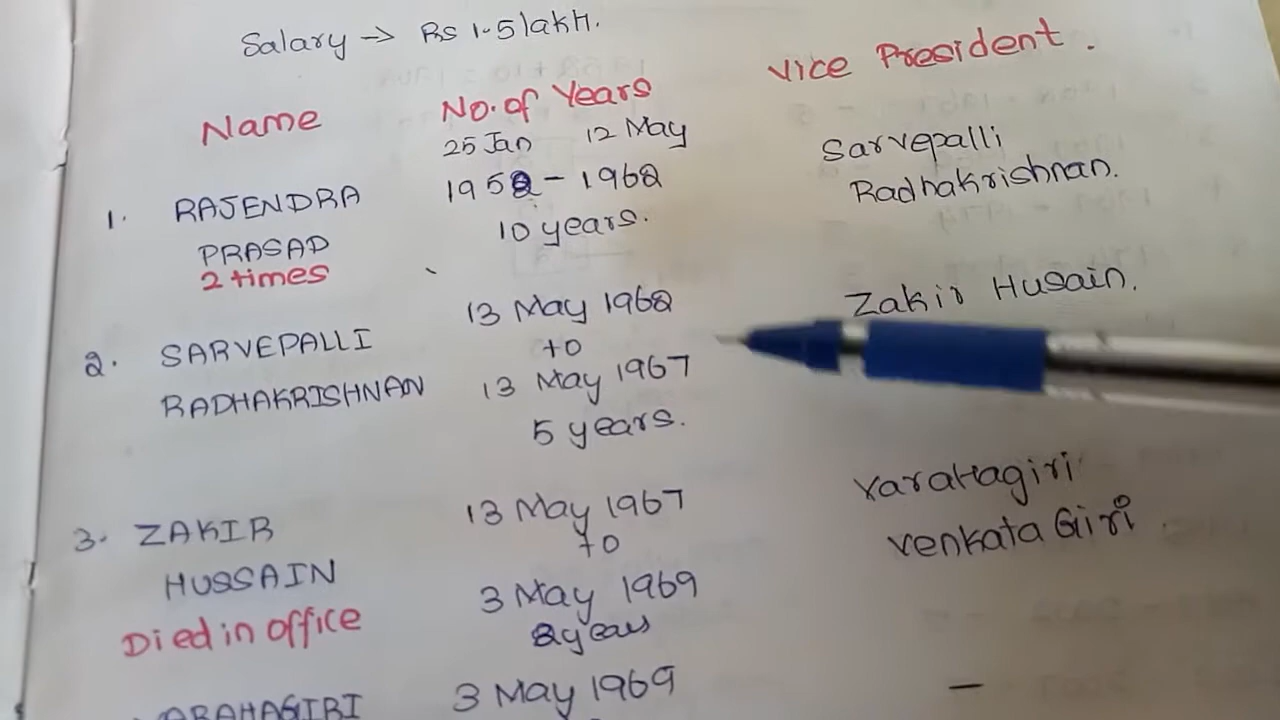 Salary → Rs 1.5 lakh.
Name No. of Years Vice President.
25 Jan 12 May
1952 - 1962
10 years.
1. RAJENDRA
PRASAD
2 times
Sarvepalli
Radhakrishnan.
2. SARVEPALLI
RADHAKRISHNAN
13 May 1962
to
13 May 1967
5 years.
Zakir Husain.
3. ZAKIR
HUSSAIN
Died in office
13 May 1967
to
3 May 1969
2 years
Varahagiri
Venkata Giri
VARAHAGIRI
3 May 1969
-